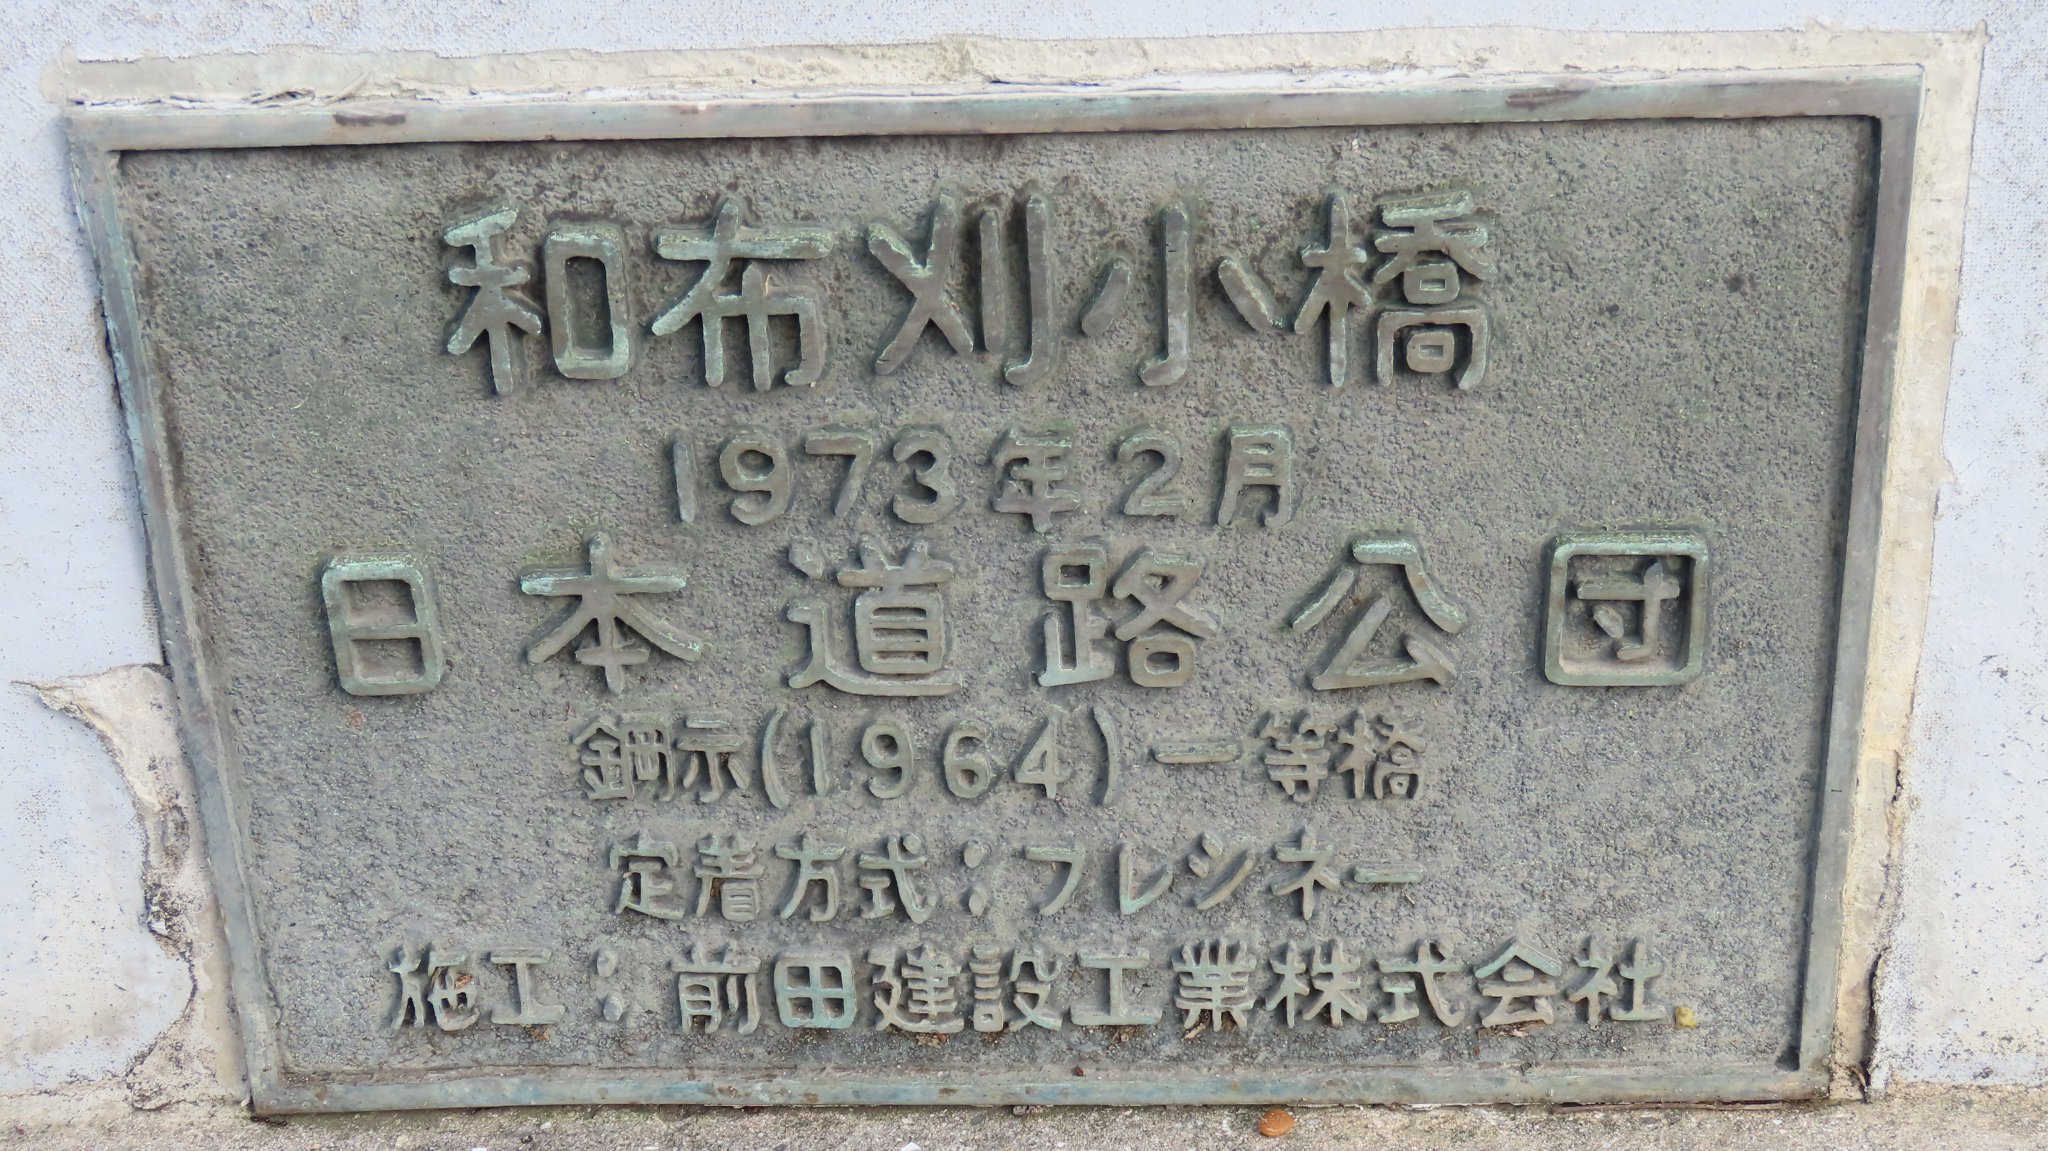 和布刈小橋
1973年2月
日本道路公団
鋼示(1964)一等橋
定着方式:フレシネー
施工:前田建設工業株式会社